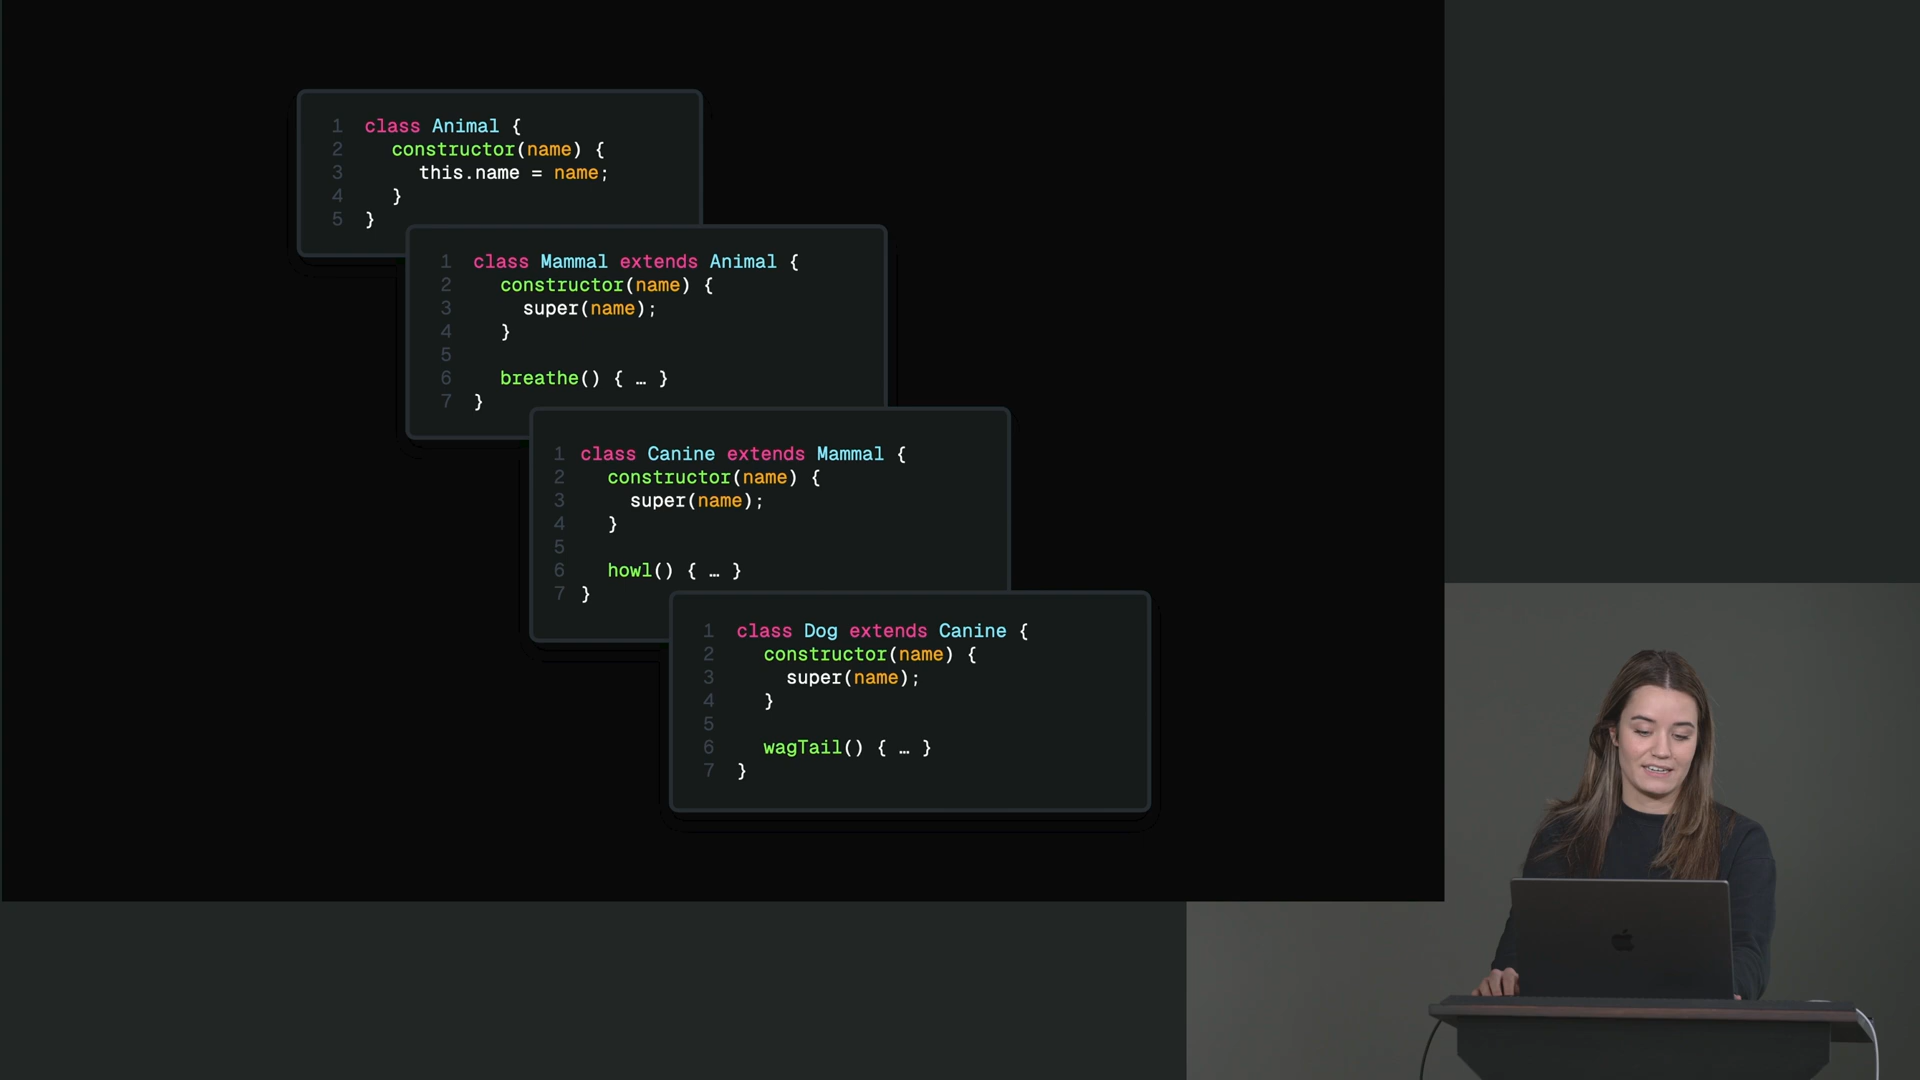 1 class Animal {
2 constructor(name) {
3 this.name = name;
4 }
5 }
1 class Mammal extends Animal {
2 constructor(name) {
3 super(name);
4 }
5
6 breathe() { … }
7 }
1 class Canine extends Mammal {
2 constructor(name) {
3 super(name);
4 }
5
6 howl() { … }
7 }
1 class Dog extends Canine {
2 constructor(name) {
3 super(name);
4 }
5
6 wagTail() { … }
7 }